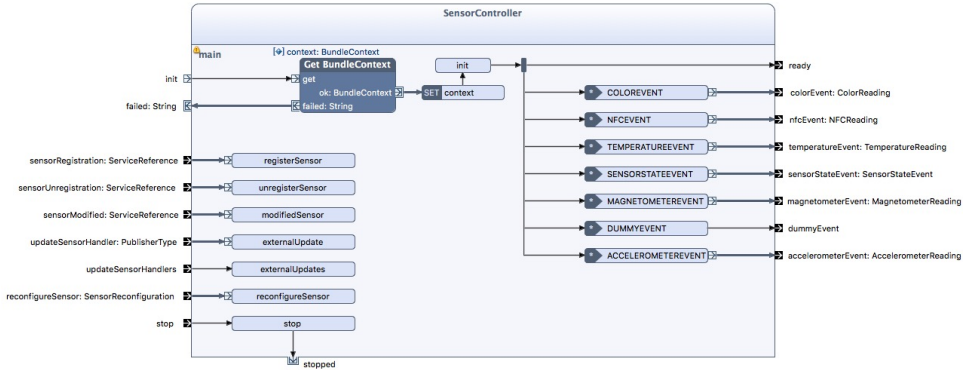 SensorController
main
context: BundleContext
Get BundleContext
init
get
ok: BundleContext
failed: String
failed: String
SET context
init
ready
COLOREVENT
colorEvent: ColorReading
NFCEVENT
nfcEvent: NFCReading
TEMPERATUREEVENT
temperatureEvent: TemperatureReading
sensorRegistration: ServiceReference
registerSensor
SENSORSTATEEVENT
sensorStateEvent: SensorStateEvent
sensorUnregistration: ServiceReference
unregisterSensor
MAGNETOMETEREVENT
magnetometerEvent: MagnetometerReading
sensorModified: ServiceReference
modifiedSensor
DUMMYEVENT
dummyEvent
updateSensorHandler: PublisherType
externalUpdate
ACCELEROMETEREVENT
accelerometerEvent: AccelerometerReading
updateSensorHandlers
externalUpdates
reconfigureSensor: SensorReconfiguration
reconfigureSensor
stop
stop
stopped